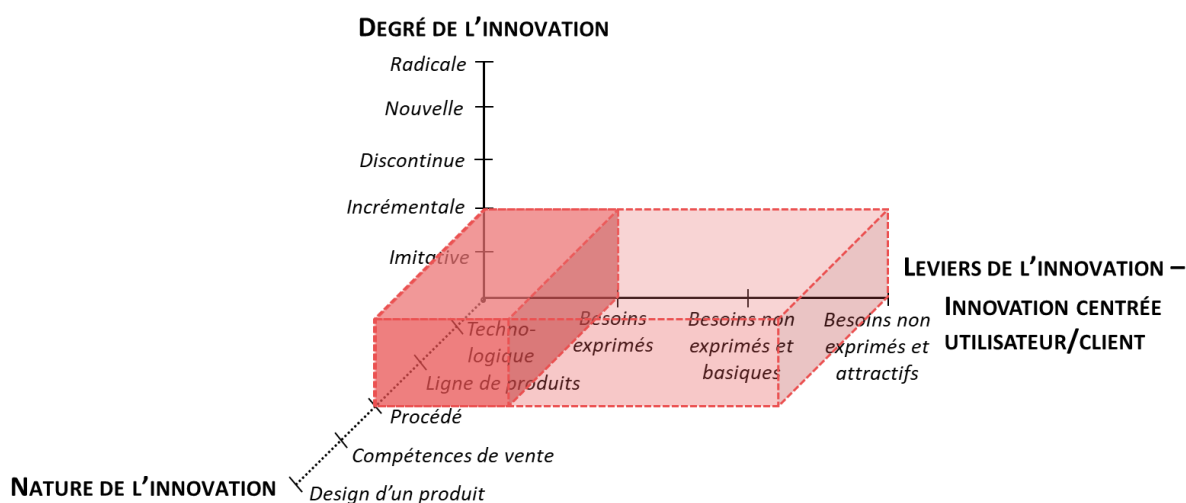 DEGRÉ DE L'INNOVATION
Radicale
Nouvelle
Discontinue
Incrémentale
Imitative
LEVIERS DE L'INNOVATION –
INNOVATION CENTRÉE
UTILISATEUR/CLIENT
Techno-
logique
Besoins
exprimés
Besoins non
exprimés et
basiques
Besoins non
exprimés et
attractifs
Ligne de produits
Procédé
Compétences de vente
Design d'un produit
NATURE DE L'INNOVATION